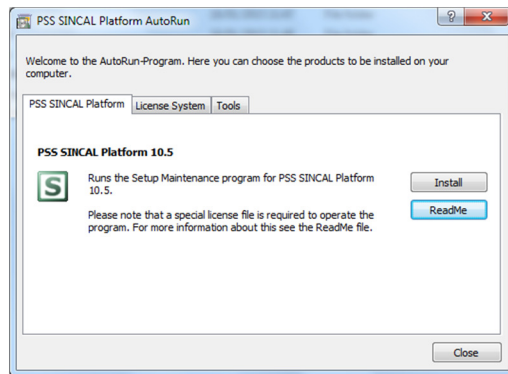 PSS SINCAL Platform AutoRun
Welcome to the AutoRun-Program. Here you can choose the products to be installed on your
computer.
PSS SINCAL Platform
License System
Tools
PSS SINCAL Platform 10.5
S
Runs the Setup Maintenance program for PSS SINCAL Platform
10.5.
Install
Please note that a special license file is required to operate the
program. For more information about this see the ReadMe file.
ReadMe
Close